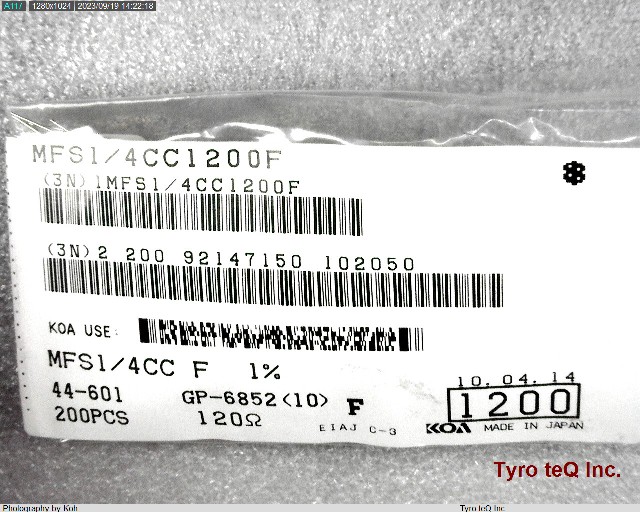 A117 1280x1024 2023/09/19 14:22:18
MFS1/4CC1200F
(3N)1MFS1/4CC1200F
(3N)2 200 92147150 102050
KOA USE:
MFS1/4CC F 1%
44-601 GP-6852(10) F
200PCS 120Ω EIAJ C-3
10.04.14
1200
KOA MADE IN JAPAN
Tyro teQ Inc.
Photography by Koh Tyro teQ Inc